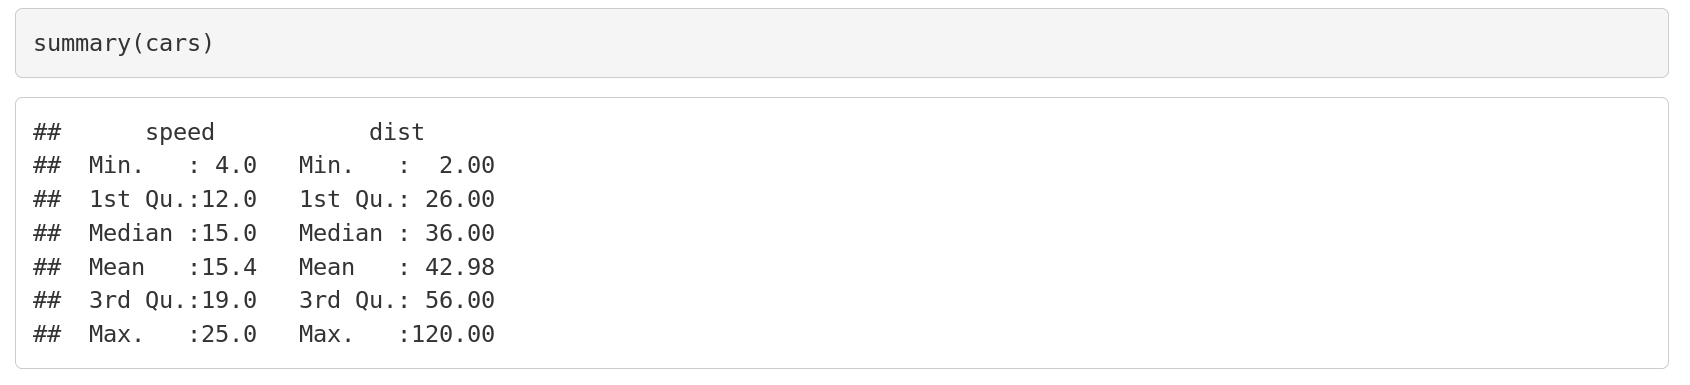 summary(cars)
##      speed           dist
##  Min.   : 4.0   Min.   :  2.00
##  1st Qu.:12.0   1st Qu.: 26.00
##  Median :15.0   Median : 36.00
##  Mean   :15.4   Mean   : 42.98
##  3rd Qu.:19.0   3rd Qu.: 56.00
##  Max.   :25.0   Max.   :120.00